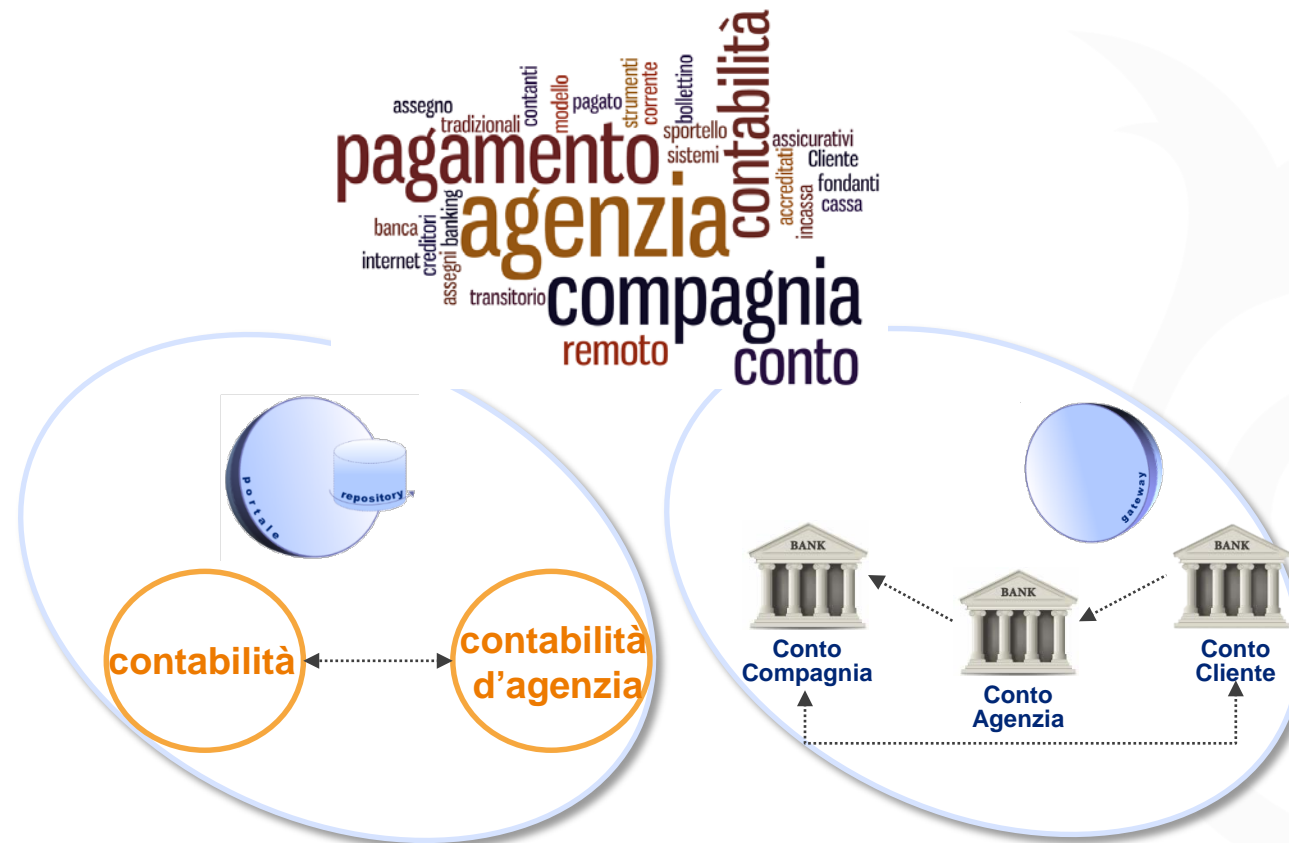 contabilità
contanti
modello
strumenti
corrente
bollettino
assegno
pagato
tradizionali
sportello
assicurativi
pagamento
sistemi
accreditati
Cliente
incassa
fondanti
cassa
agenzia
banca
creditori
banking
internet
assegni
transitorio
compagnia
remoto
conto
portale
repository
gateway
BANK
BANK
BANK
contabilità
contabilità
d'agenzia
Conto
Compagnia
Conto
Agenzia
Conto
Cliente